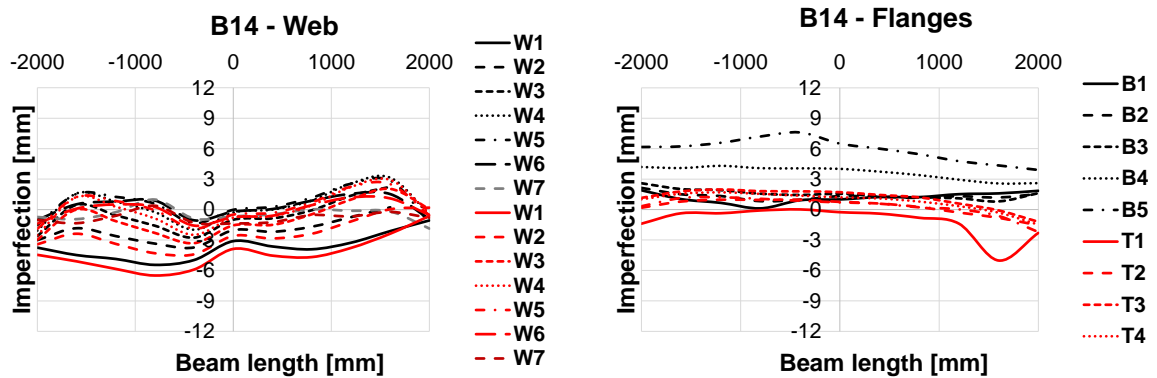 B14 - Web
-2000 -1000 0 1000 2000
12
9
6
3
0
-3
-6
-9
-12
Imperfection [mm]
Beam length [mm]
W1
W2
W3
W4
W5
W6
W7
W1
W2
W3
W4
W5
W6
W7
B14 - Flanges
-2000 -1000 0 1000 2000
12
9
6
3
0
-3
-6
-9
-12
Imperfection [mm]
Beam length [mm]
B1
B2
B3
B4
B5
T1
T2
T3
T4